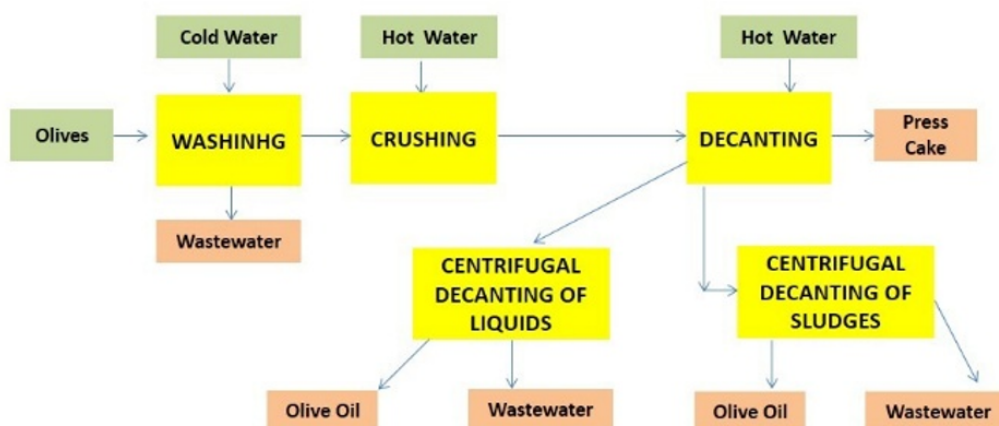 Cold Water
Hot Water
Hot Water
Olives
WASHINHG
CRUSHING
DECANTING
Press
Cake
Wastewater
CENTRIFUGAL
DECANTING OF
LIQUIDS
CENTRIFUGAL
DECANTING OF
SLUDGES
Olive Oil
Wastewater
Olive Oil
Wastewater